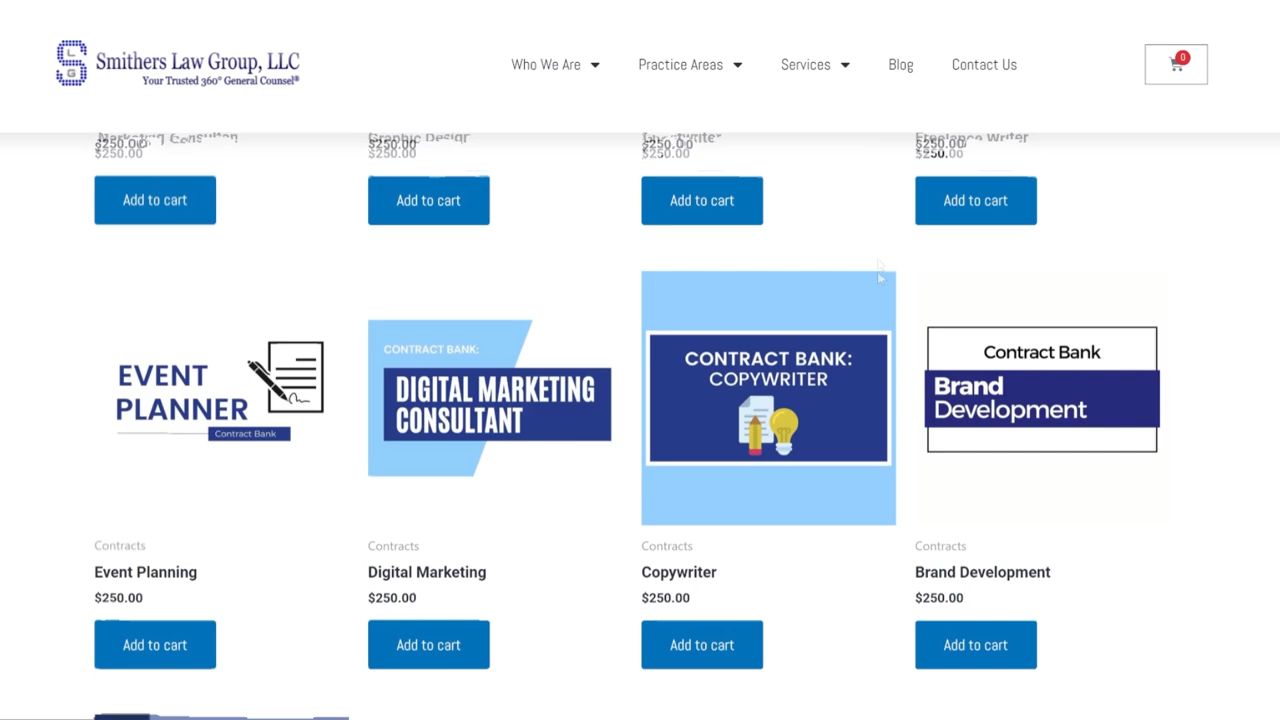 L
G
Smithers Law Group, LLC
Your Trusted 360° General Counsel®
Who We Are
Practice Areas
Services
Blog
Contact Us
0
Graphic Design
Freelance Writer
$250.00
$250.00
$250.00
$250.00
Add to cart
Add to cart
Add to cart
Add to cart
EVENT
PLANNER
Contract Bank
CONTRACT BANK:
DIGITAL MARKETING
CONSULTANT
CONTRACT BANK:
COPYWRITER
Contract Bank
Brand
Development
Contracts
Contracts
Contracts
Contracts
Event Planning
Digital Marketing
Copywriter
Brand Development
$250.00
$250.00
$250.00
$250.00
Add to cart
Add to cart
Add to cart
Add to cart